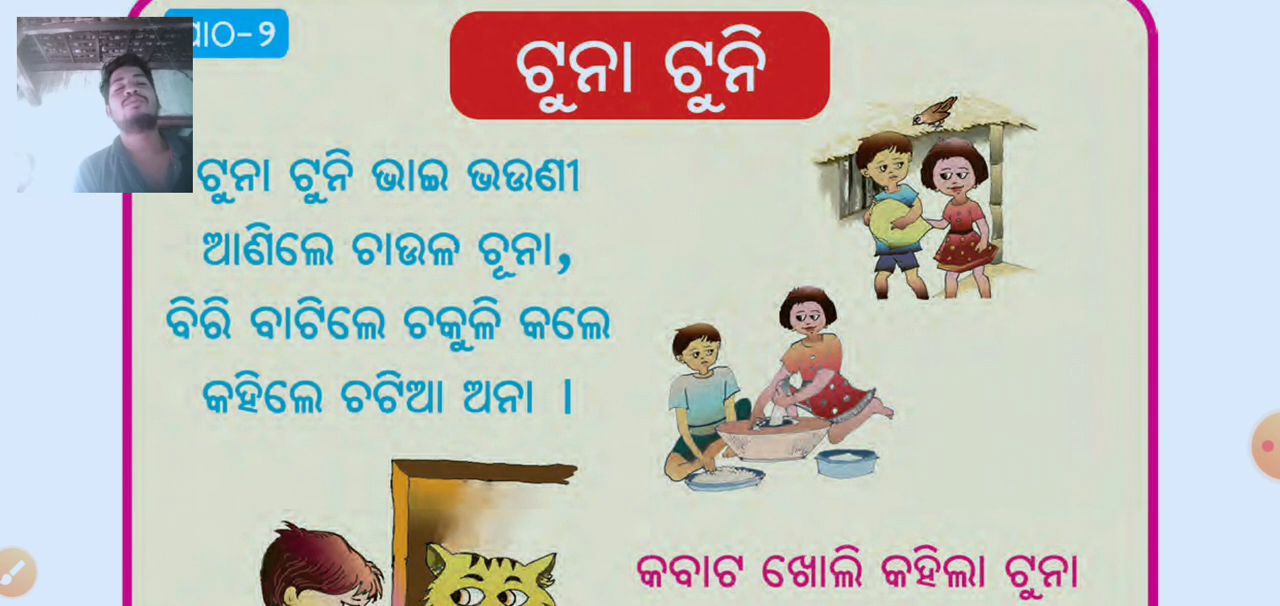 ପାଠ-୨
ଟୁନା ଟୁନି
ଟୁନା ଟୁନି ଭାଇ ଭଉଣୀ
ଆଣିଲେ ଚାଉଳ ଚୂନା,
ବିରି ବାଟିଲେ ଚକୁଳି କଲେ
କହିଲେ ଚଟିଆ ଅନା ।
କବାଟ ଖୋଲି କହିଲା ଟୁନା